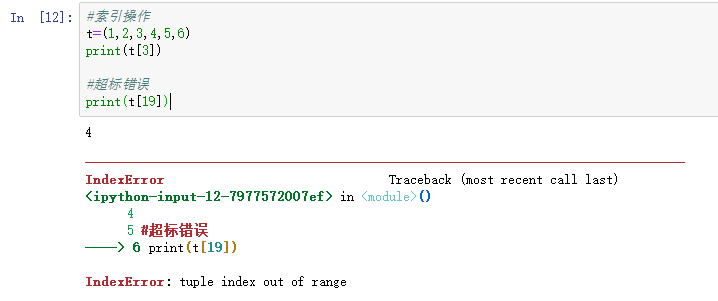 In [12]:
#索引操作
t=(1,2,3,4,5,6)
print(t[3])
#超标错误
print(t[19])
4
IndexError Traceback (most recent call last)
<ipython-input-12-7977572007ef> in <module>()
4
5 #超标错误
----> 6 print(t[19])
IndexError: tuple index out of range